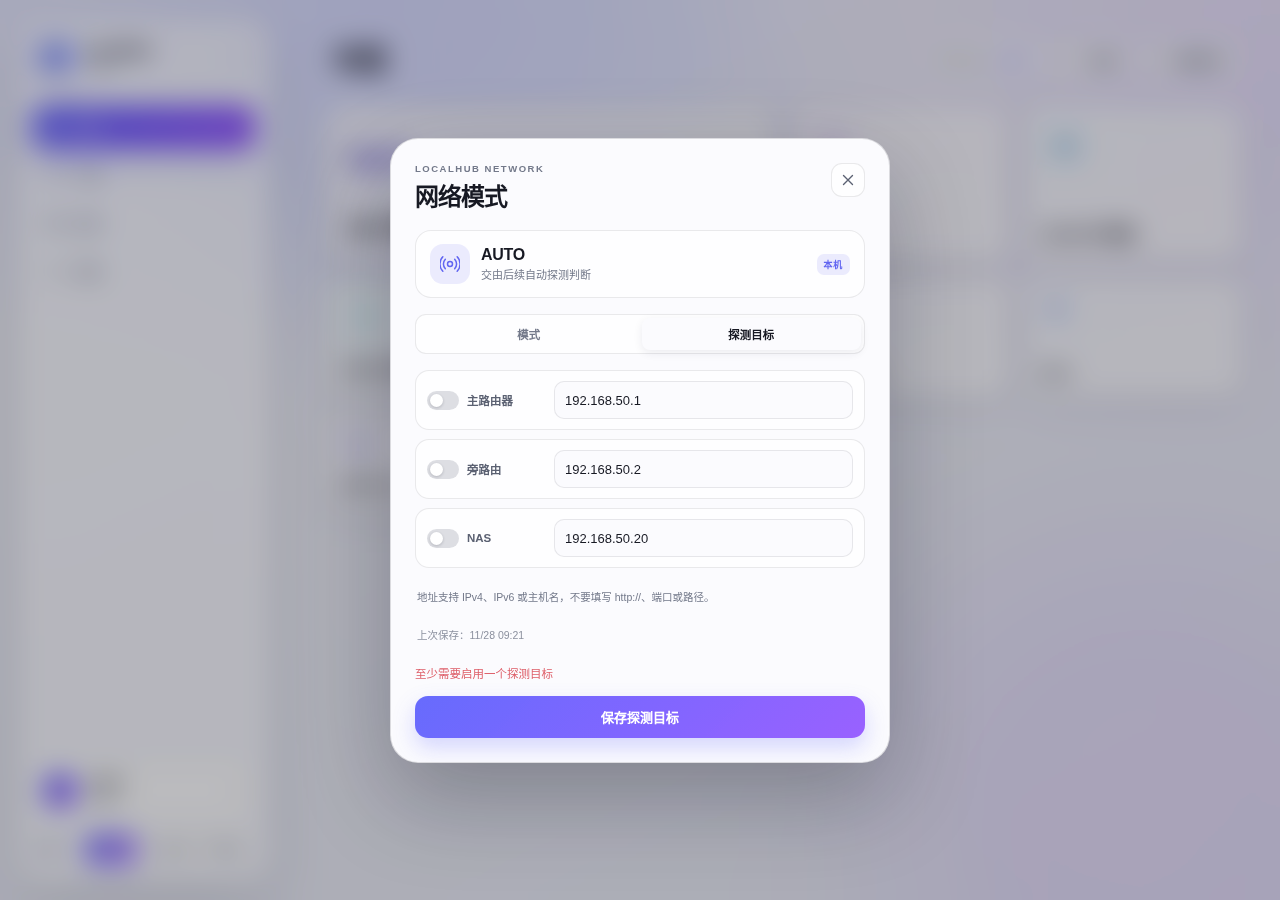 LOCALHUB NETWORK
网络模式
AUTO
交由后续自动探测判断
本机
模式
探测目标
主路由器
192.168.50.1
旁路由
192.168.50.2
NAS
192.168.50.20
地址支持 IPv4、IPv6 或主机名，不要填写 http://、端口或路径。
上次保存：11/28 09:21
至少需要启用一个探测目标
保存探测目标